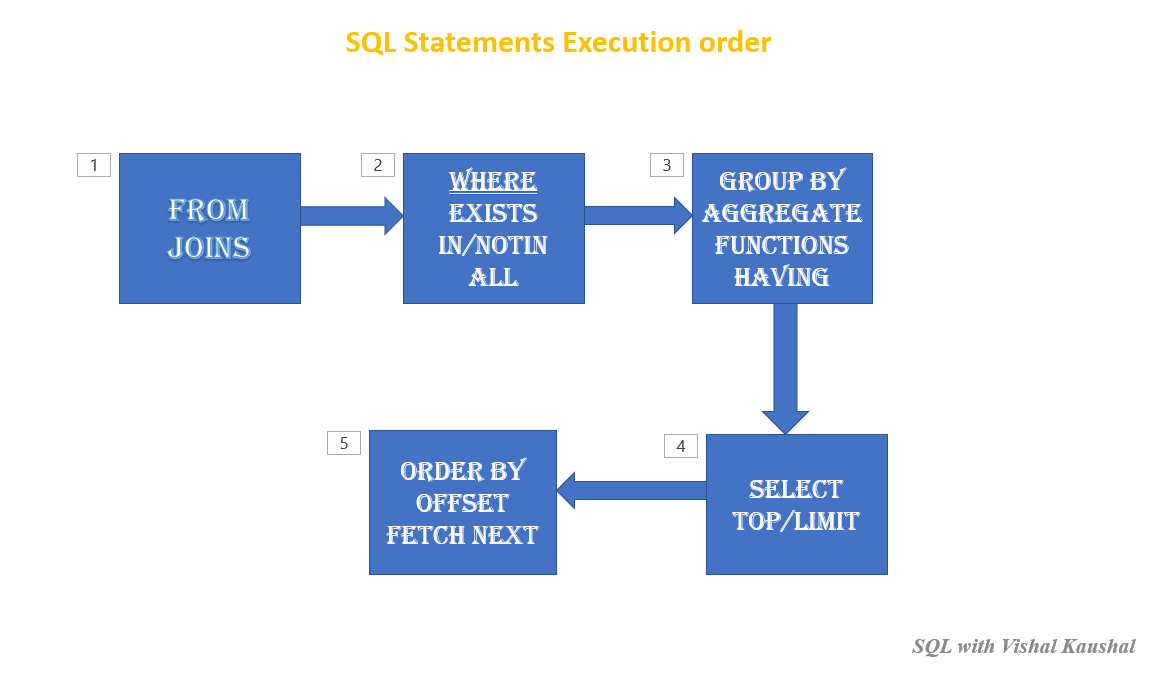 SQL Statements Execution order
1
FROM
JOINS
2
WHERE
EXISTS
IN/NOTIN
ALL
3
GROUP BY
AGGREGATE
FUNCTIONS
HAVING
4
SELECT
TOP/LIMIT
5
ORDER BY
OFFSET
FETCH NEXT
SQL with Vishal Kaushal